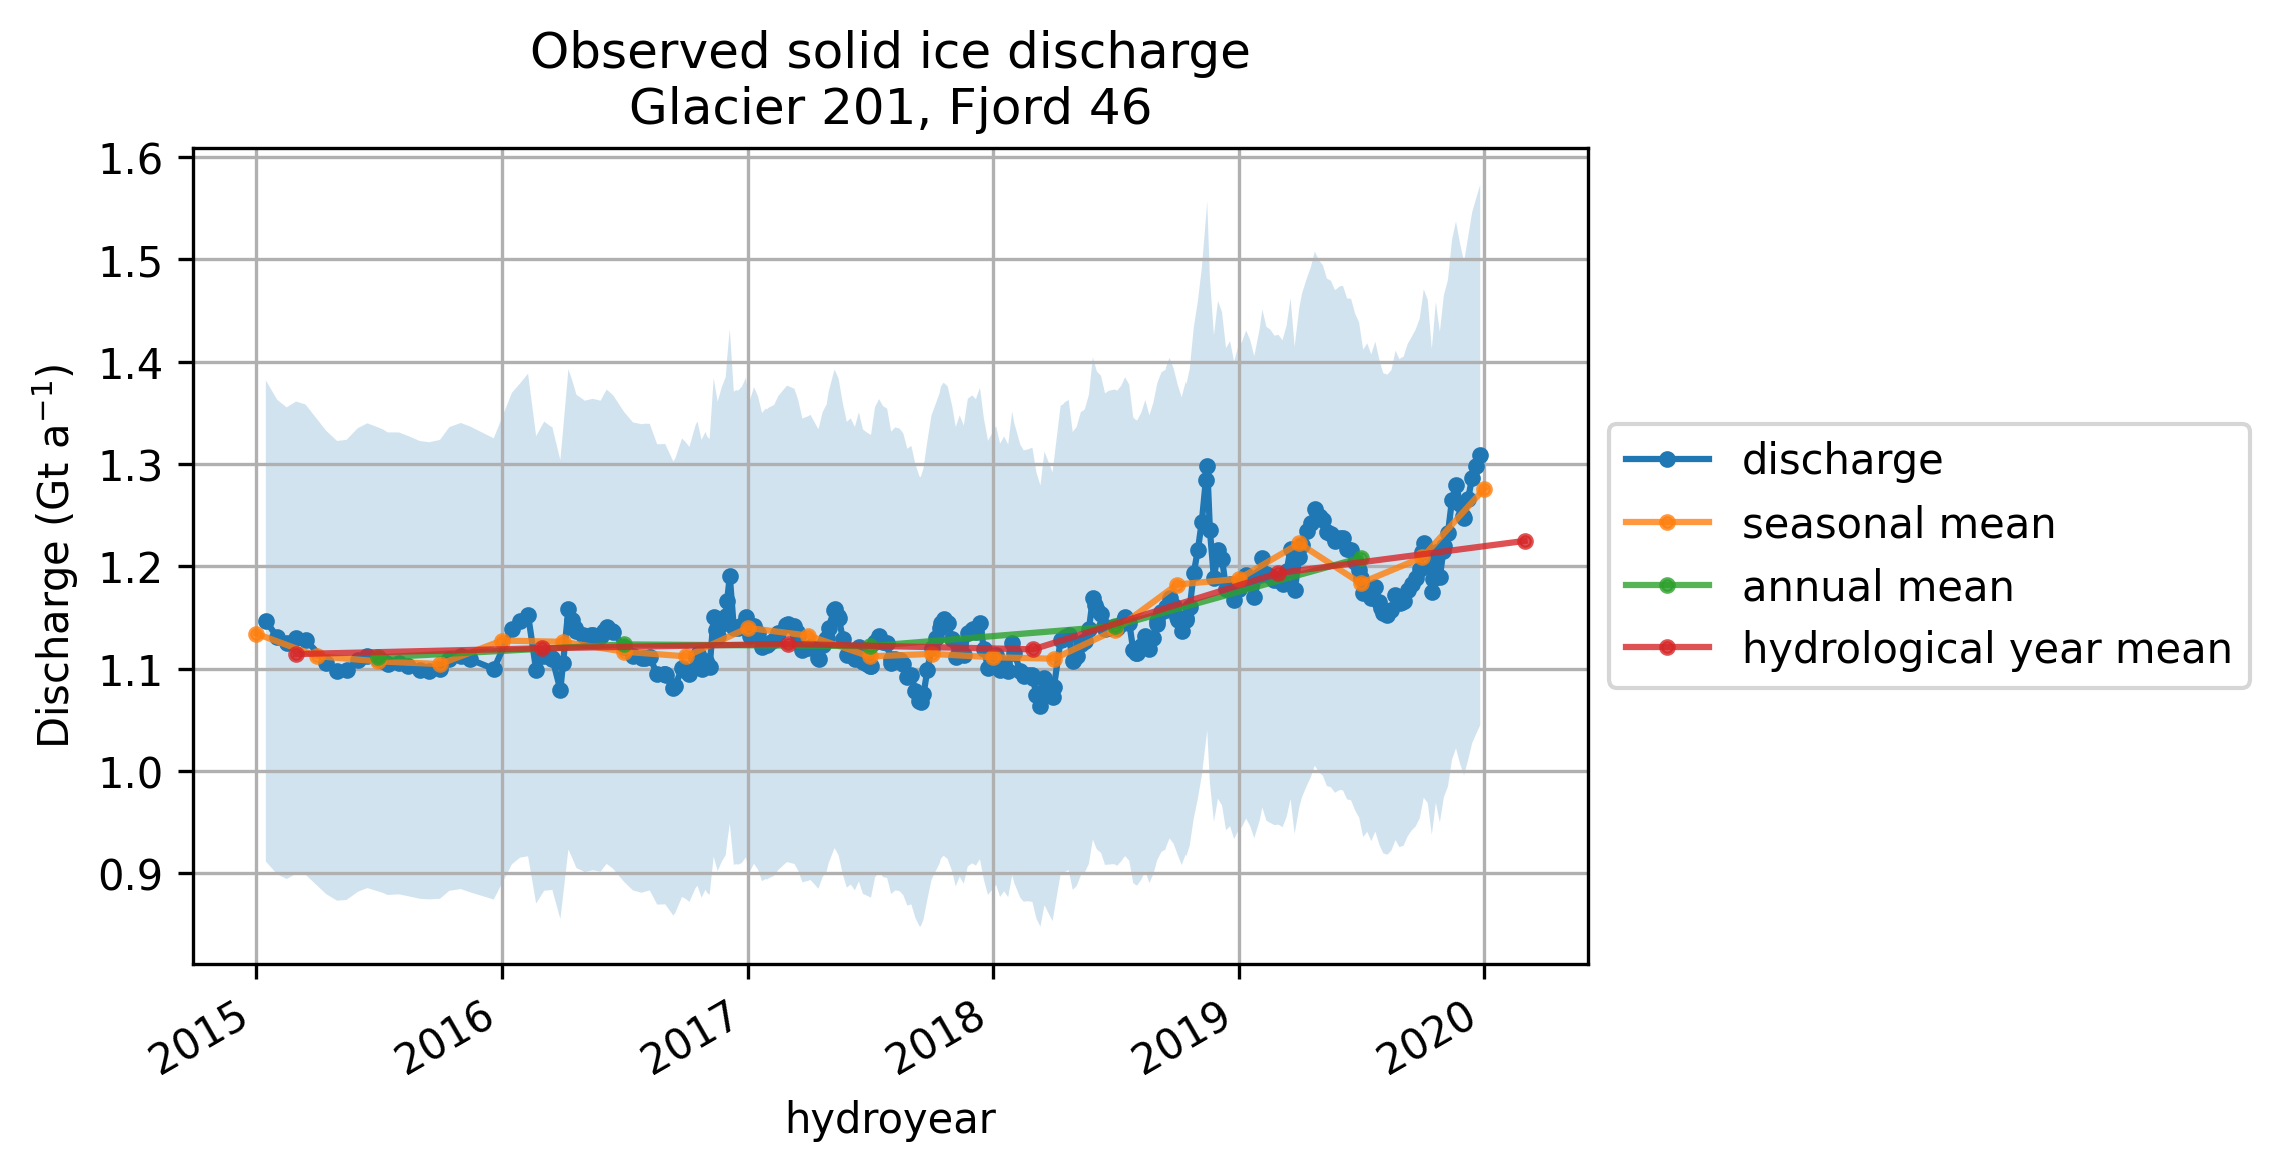 Observed solid ice discharge
Glacier 201, Fjord 46
1.6
1.5
1.4
1.3
1.2
1.1
1.0
0.9
Discharge (Gt a⁻¹)
2015
2016
2017
2018
2019
2020
hydroyear
discharge
seasonal mean
annual mean
hydrological year mean